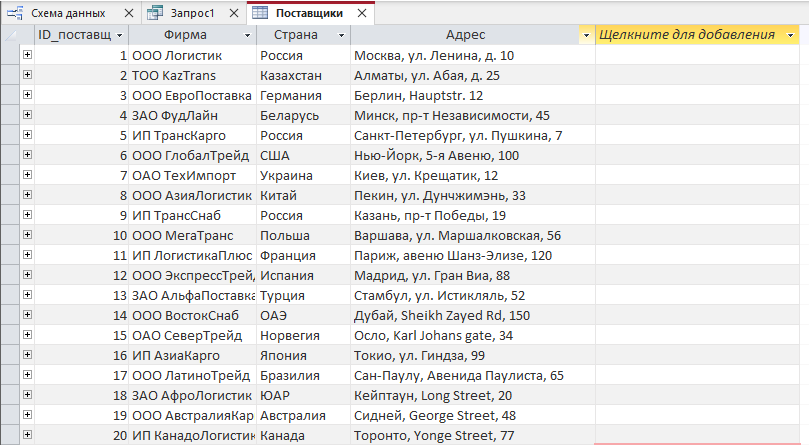 Схема данных Запрос1 Поставщики
ID_поставщ Фирма Страна Адрес Щелкните для добавления
1 ООО Логистик Россия Москва, ул. Ленина, д. 10
2 ТОО KazTrans Казахстан Алматы, ул. Абая, д. 25
3 ООО ЕвроПоставка Германия Берлин, Hauptstr. 12
4 ЗАО ФудЛайн Беларусь Минск, пр-т Независимости, 45
5 ИП ТрансКарго Россия Санкт-Петербург, ул. Пушкина, 7
6 ООО ГлобалТрейд США Нью-Йорк, 5-я Авеню, 100
7 ОАО ТехИмпорт Украина Киев, ул. Крещатик, 12
8 ООО АзияЛогистик Китай Пекин, ул. Дунчжимэнь, 33
9 ИП ТрансСнаб Россия Казань, пр-т Победы, 19
10 ООО МегаТранс Польша Варшава, ул. Маршалковская, 56
11 ИП ЛогистикаПлюс Франция Париж, авеню Шанз-Элизе, 120
12 ООО ЭкспрессТрей Испания Мадрид, ул. Гран Виа, 88
13 ЗАО АльфаПоставка Турция Стамбул, ул. Истикляль, 52
14 ООО ВостокСнаб ОАЭ Дубай, Sheikh Zayed Rd, 150
15 ОАО СеверТрейд Норвегия Осло, Karl Johans gate, 34
16 ИП АзиаКарго Япония Токио, ул. Гиндза, 99
17 ООО ЛатиноТрейд Бразилия Сан-Паулу, Авенида Паулиста, 65
18 ЗАО АфроЛогистик ЮАР Кейптаун, Long Street, 20
19 ООО АвстралияКар Австралия Сидней, George Street, 48
20 ИП КанадоЛогистик Канада Торонто, Yonge Street, 77